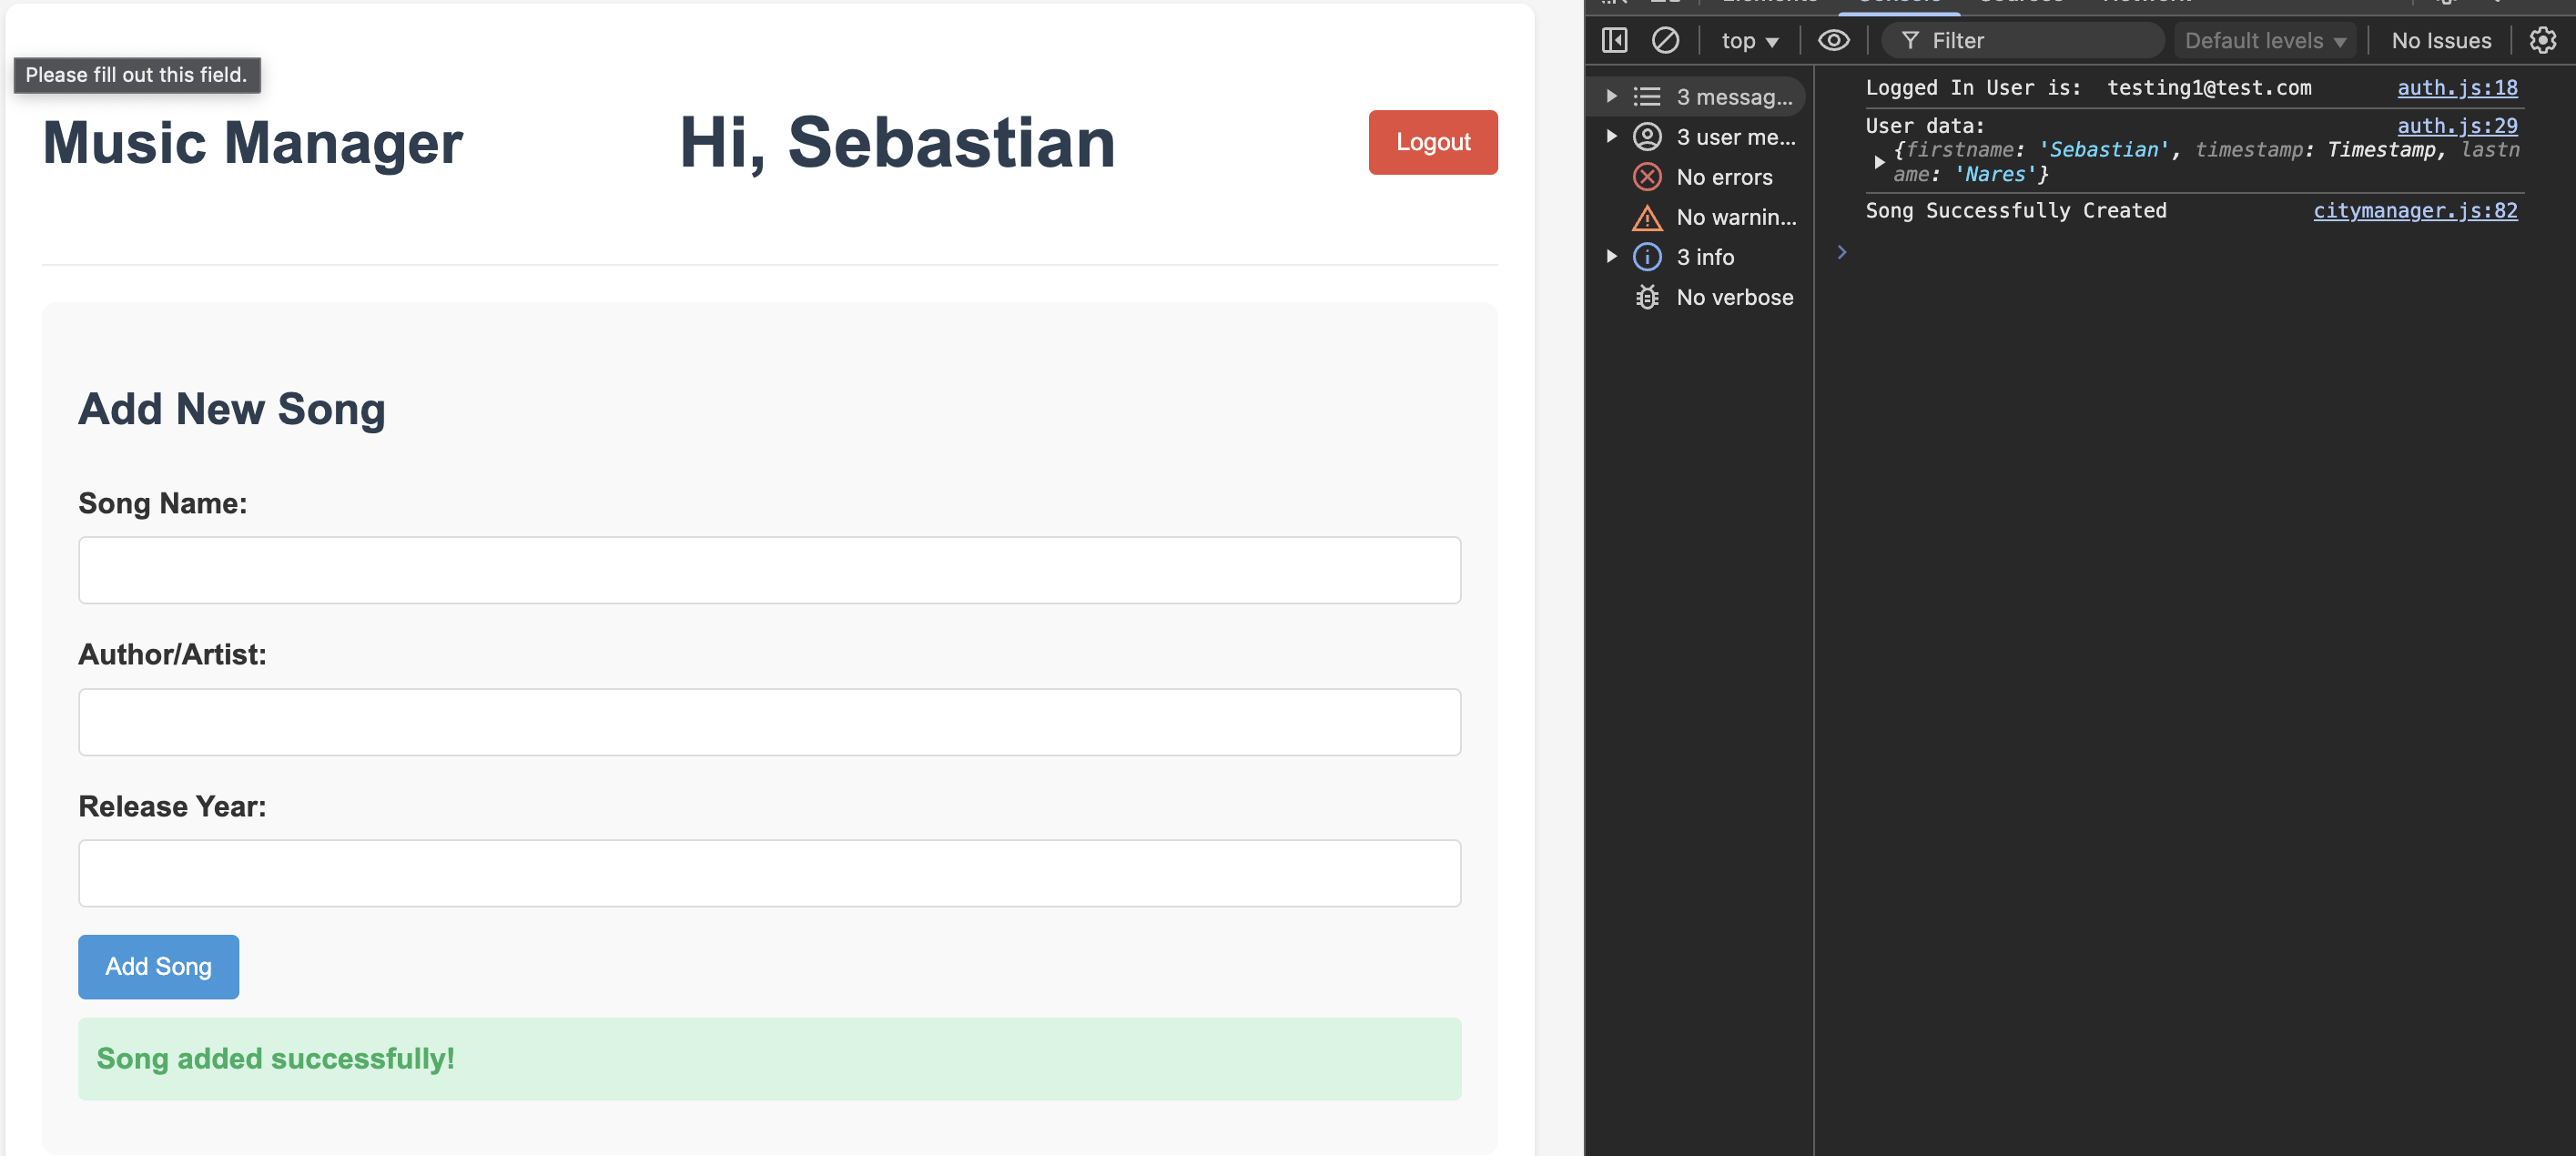 Please fill out this field.
Music Manager
Hi, Sebastian
Logout
Add New Song
Song Name:
Author/Artist:
Release Year:
Add Song
Song added successfully!
top
Filter
Default levels
No Issues
3 messag...
3 user me...
No errors
No warnin...
3 info
No verbose
Logged In User is:  testing1@test.com auth.js:18
User data: auth.js:29
{firstname: 'Sebastian', timestamp: Timestamp, lastn
ame: 'Nares'}
Song Successfully Created citymanager.js:82